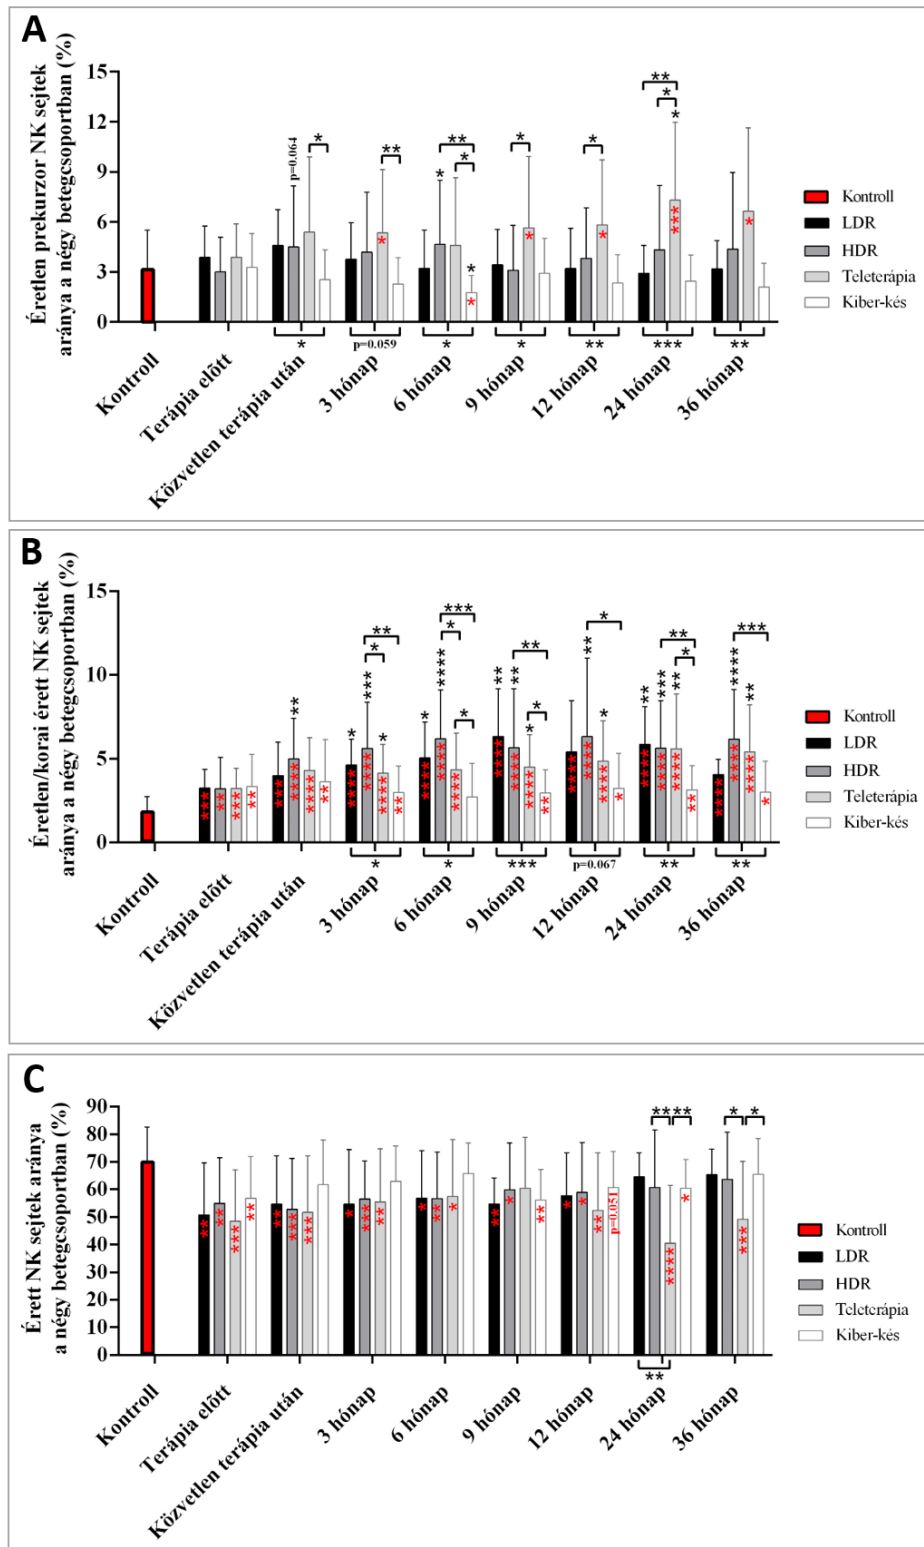 A
Éretlen prekurzor NK sejtek
aránya a négy betegcsoportban (%)
15
12
9
6
3
0
p=0.064
*
**
*
**
*
*
*
*
*
**
*
*
*
*
*
*
*
***
*
*
p=0.059
*
*
**
***
**
Kontroll
Terápia előtt
Közvetlen terápia után
3 hónap
6 hónap
9 hónap
12 hónap
24 hónap
36 hónap
Kontroll
LDR
HDR
Teleterápia
Kiber-kés
B
Éretlen/korai érett NK sejtek
aránya a négy betegcsoportban (%)
15
10
5
0
**
**
*
*
***
*
***
*
*
*
****
**
*
**
**
*
*
**
*
**
*
**
***
**
***
****
**
*
*
***
p=0.067
**
**
Kontroll
Terápia előtt
Közvetlen terápia után
3 hónap
6 hónap
9 hónap
12 hónap
24 hónap
36 hónap
Kontroll
LDR
HDR
Teleterápia
Kiber-kés
C
Érett NK sejtek aránya
a négy betegcsoportban (%)
90
80
70
60
50
40
30
20
10
0
** **
* *
**
**
***
**
**
***
***
*
***
*
*
**
*
**
*
**
*
*
**
p=0.051
****
*
***
**
Kontroll
Terápia előtt
Közvetlen terápia után
3 hónap
6 hónap
9 hónap
12 hónap
24 hónap
36 hónap
Kontroll
LDR
HDR
Teleterápia
Kiber-kés